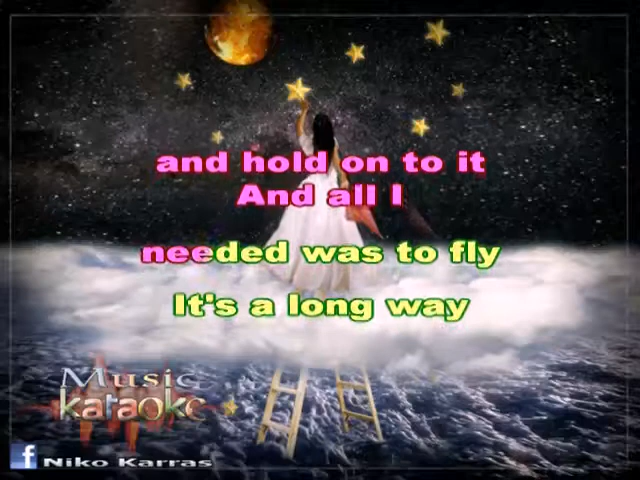 and hold on to it
And all I
needed was to fly
It's a long way
Music
karaoke
f Niko Karras